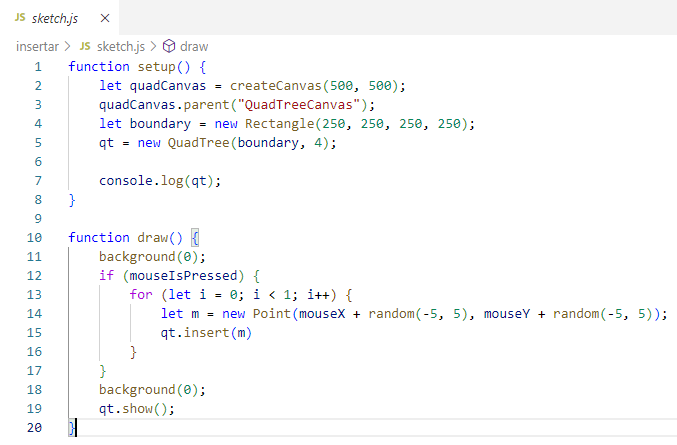 JS sketch.js ×
insertar > JS sketch.js > draw
1 function setup() {
2 let quadCanvas = createCanvas(500, 500);
3 quadCanvas.parent("QuadTreeCanvas");
4 let boundary = new Rectangle(250, 250, 250, 250);
5 qt = new QuadTree(boundary, 4);
6
7 console.log(qt);
8 }
9
10 function draw() {
11 background(0);
12 if (mouseIsPressed) {
13 for (let i = 0; i < 1; i++) {
14 let m = new Point(mouseX + random(-5, 5), mouseY + random(-5, 5));
15 qt.insert(m)
16 }
17 }
18 background(0);
19 qt.show();
20 }